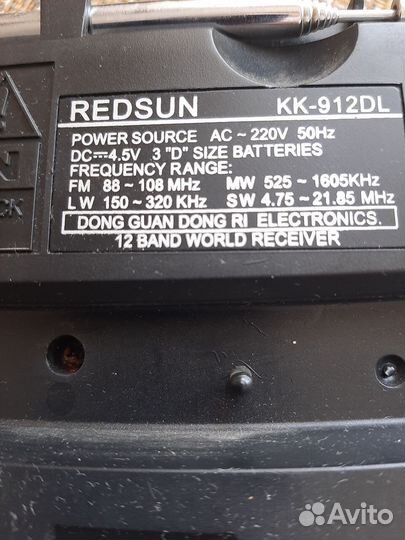 REDSUN KK-912DL
POWER SOURCE AC ~ 220V 50Hz
DC⎓4.5V 3 "D" SIZE BATTERIES
FREQUENCY RANGE:
FM 88 ~ 108 MHz MW 525 ~ 1605KHz
LW 150 ~ 320 KHz SW 4.75 ~ 21.85 MHz
DONG GUAN DONG RI ELECTRONICS.
12 BAND WORLD RECEIVER
Avito